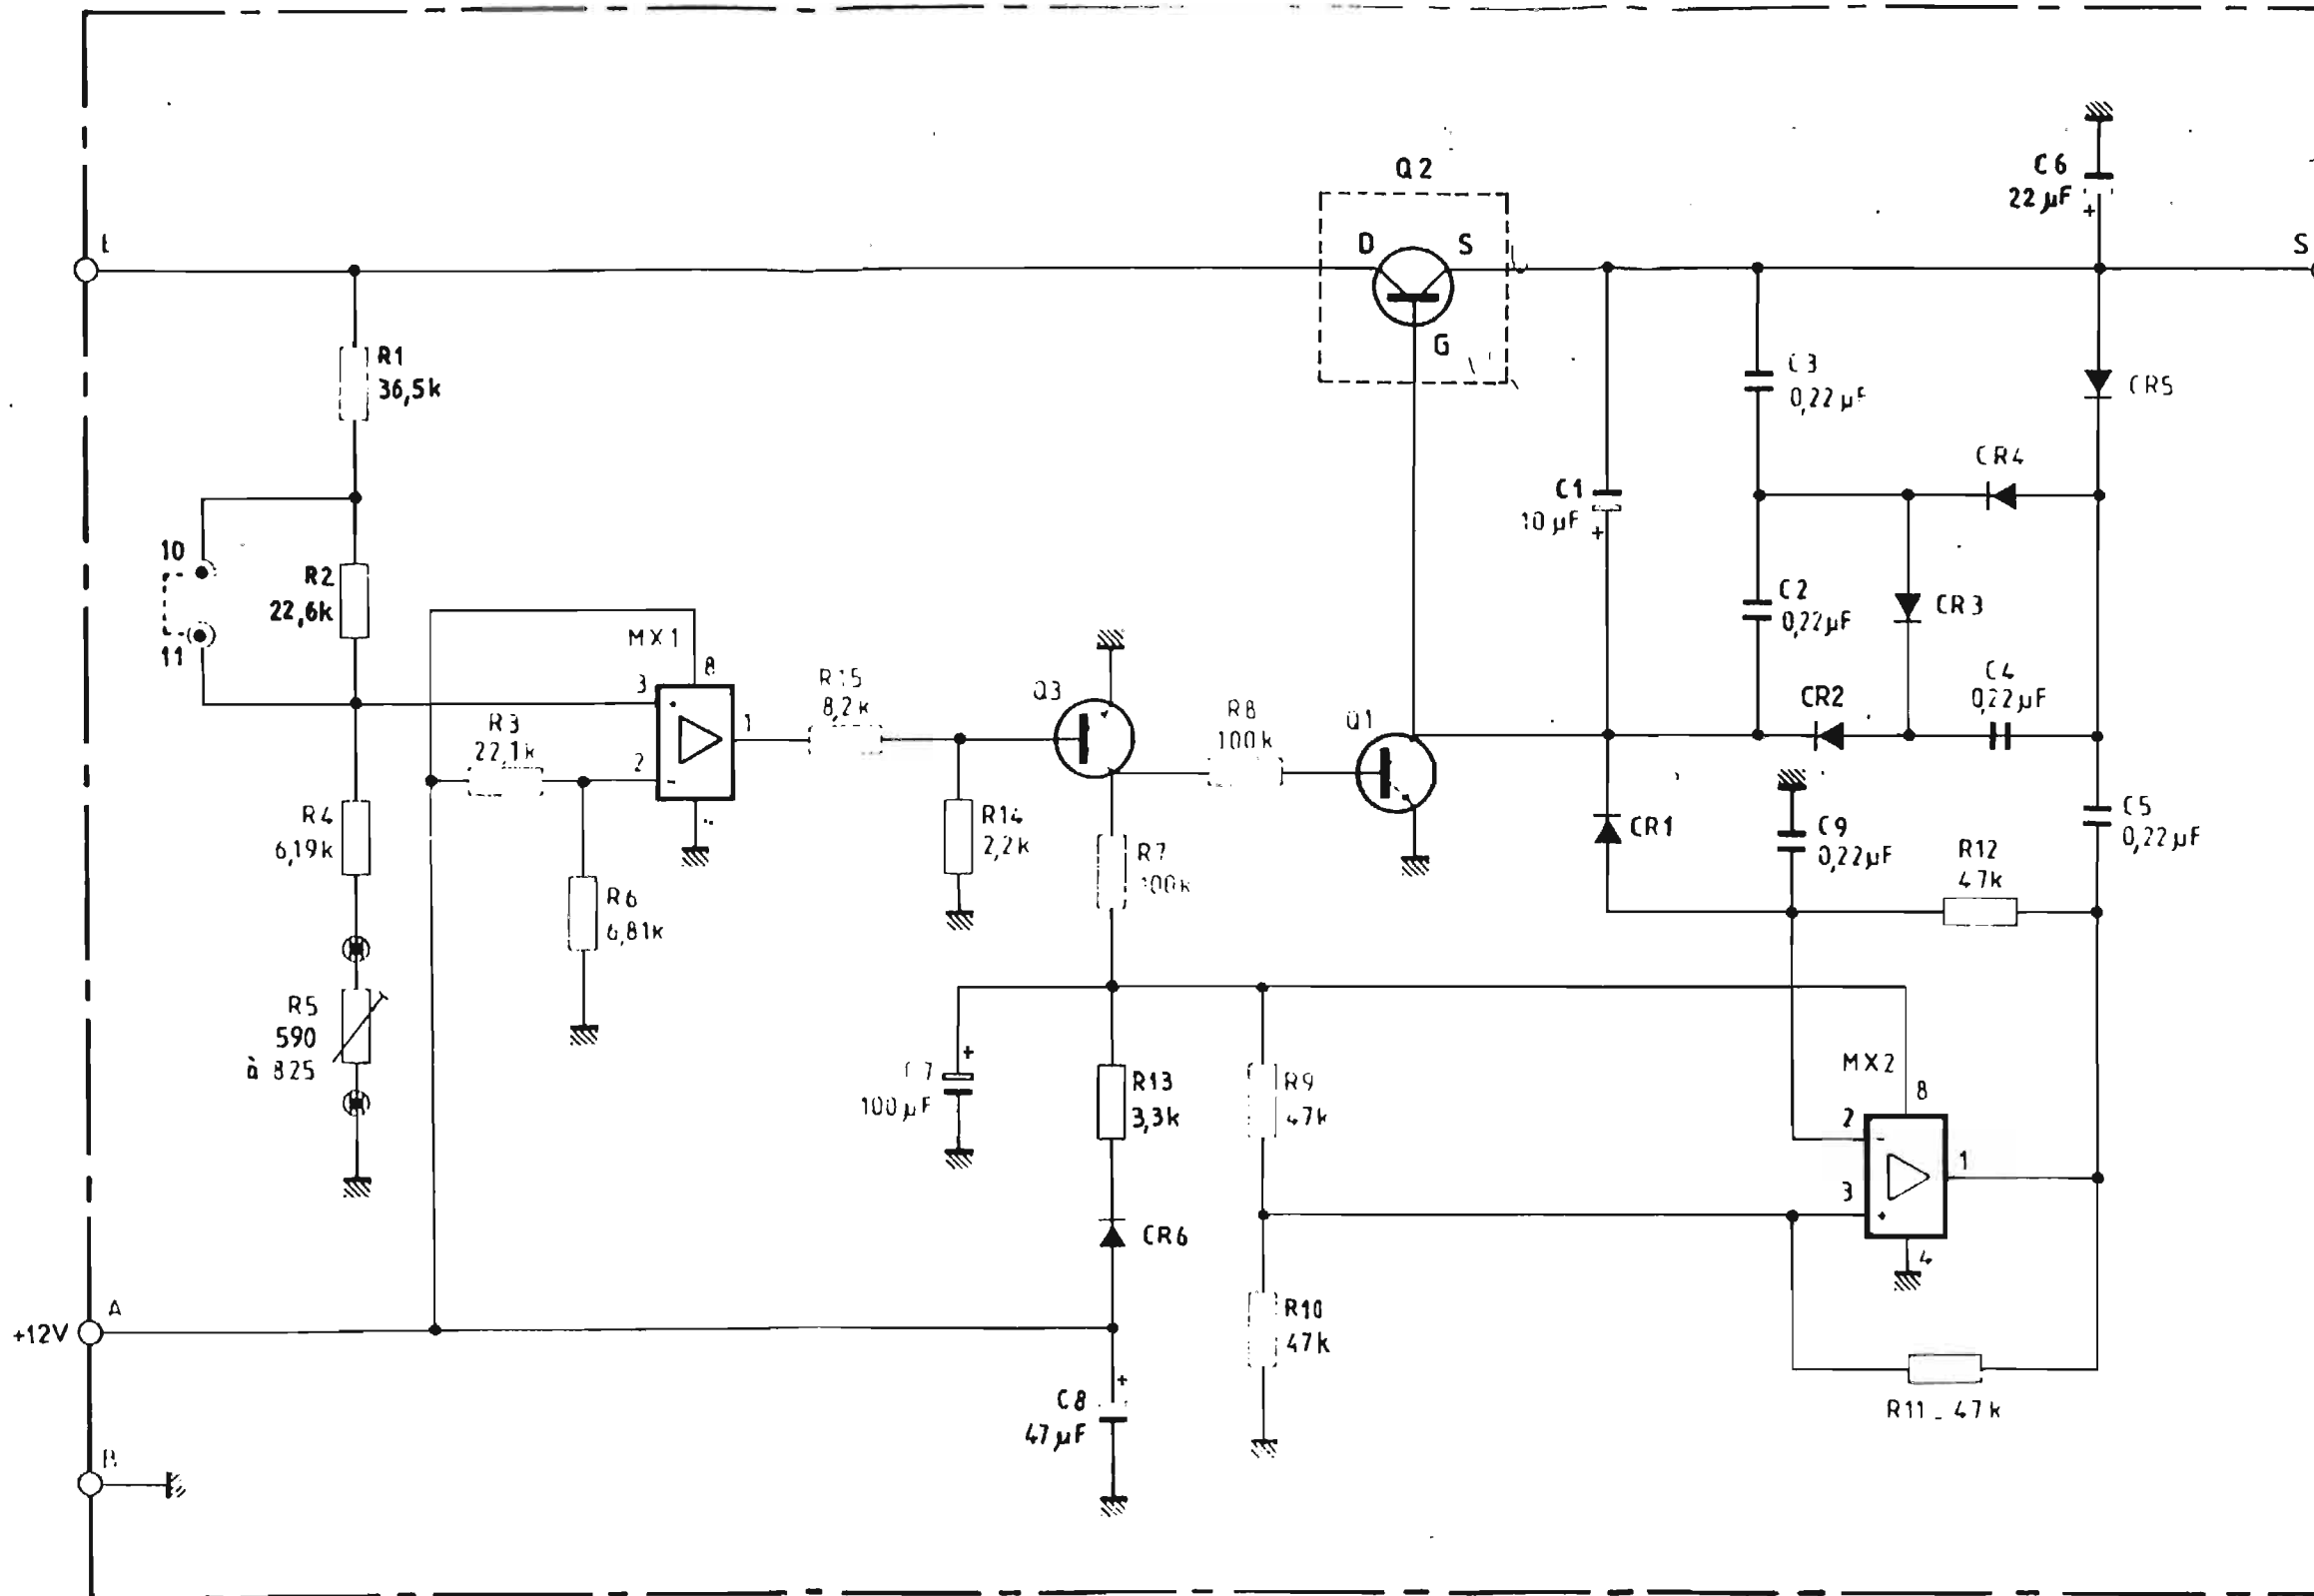 Q2
C6
22 µF
+
S
D
S
G
R1
36,5k
C3
0,22 µF
CR5
CR4
C1
10 µF
+
10
R2
22,6k
11
C2
0,22µF
CR3
MX1
8
3
R15
8,2k
Q3
R8
100k
Q1
CR2
C4
0,22µF
R3
22,1k
1
2
-
R4
6,19k
R14
2,2k
R7
100k
CR1
C9
0,22µF
R12
47k
C5
0,22µF
R6
6,81k
R5
590
à 825
+
C7
100µF
R13
3,3k
R9
47k
MX2
8
2
-
1
3
+
4
CR6
A
+12V
R10
47k
+
C8
47µF
R11 _ 47k
B